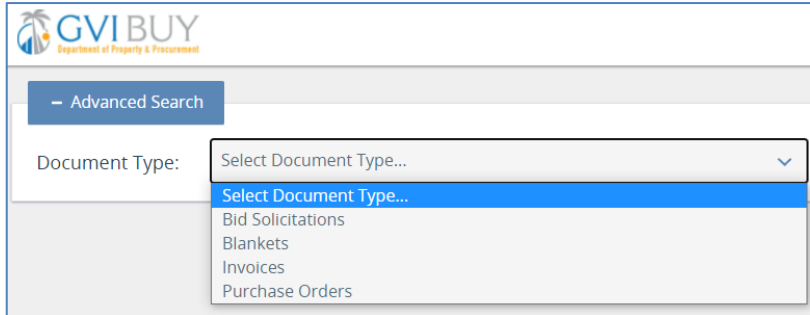 GVI BUY
Department of Property & Procurement
– Advanced Search
Document Type: Select Document Type...
Select Document Type...
Bid Solicitations
Blankets
Invoices
Purchase Orders